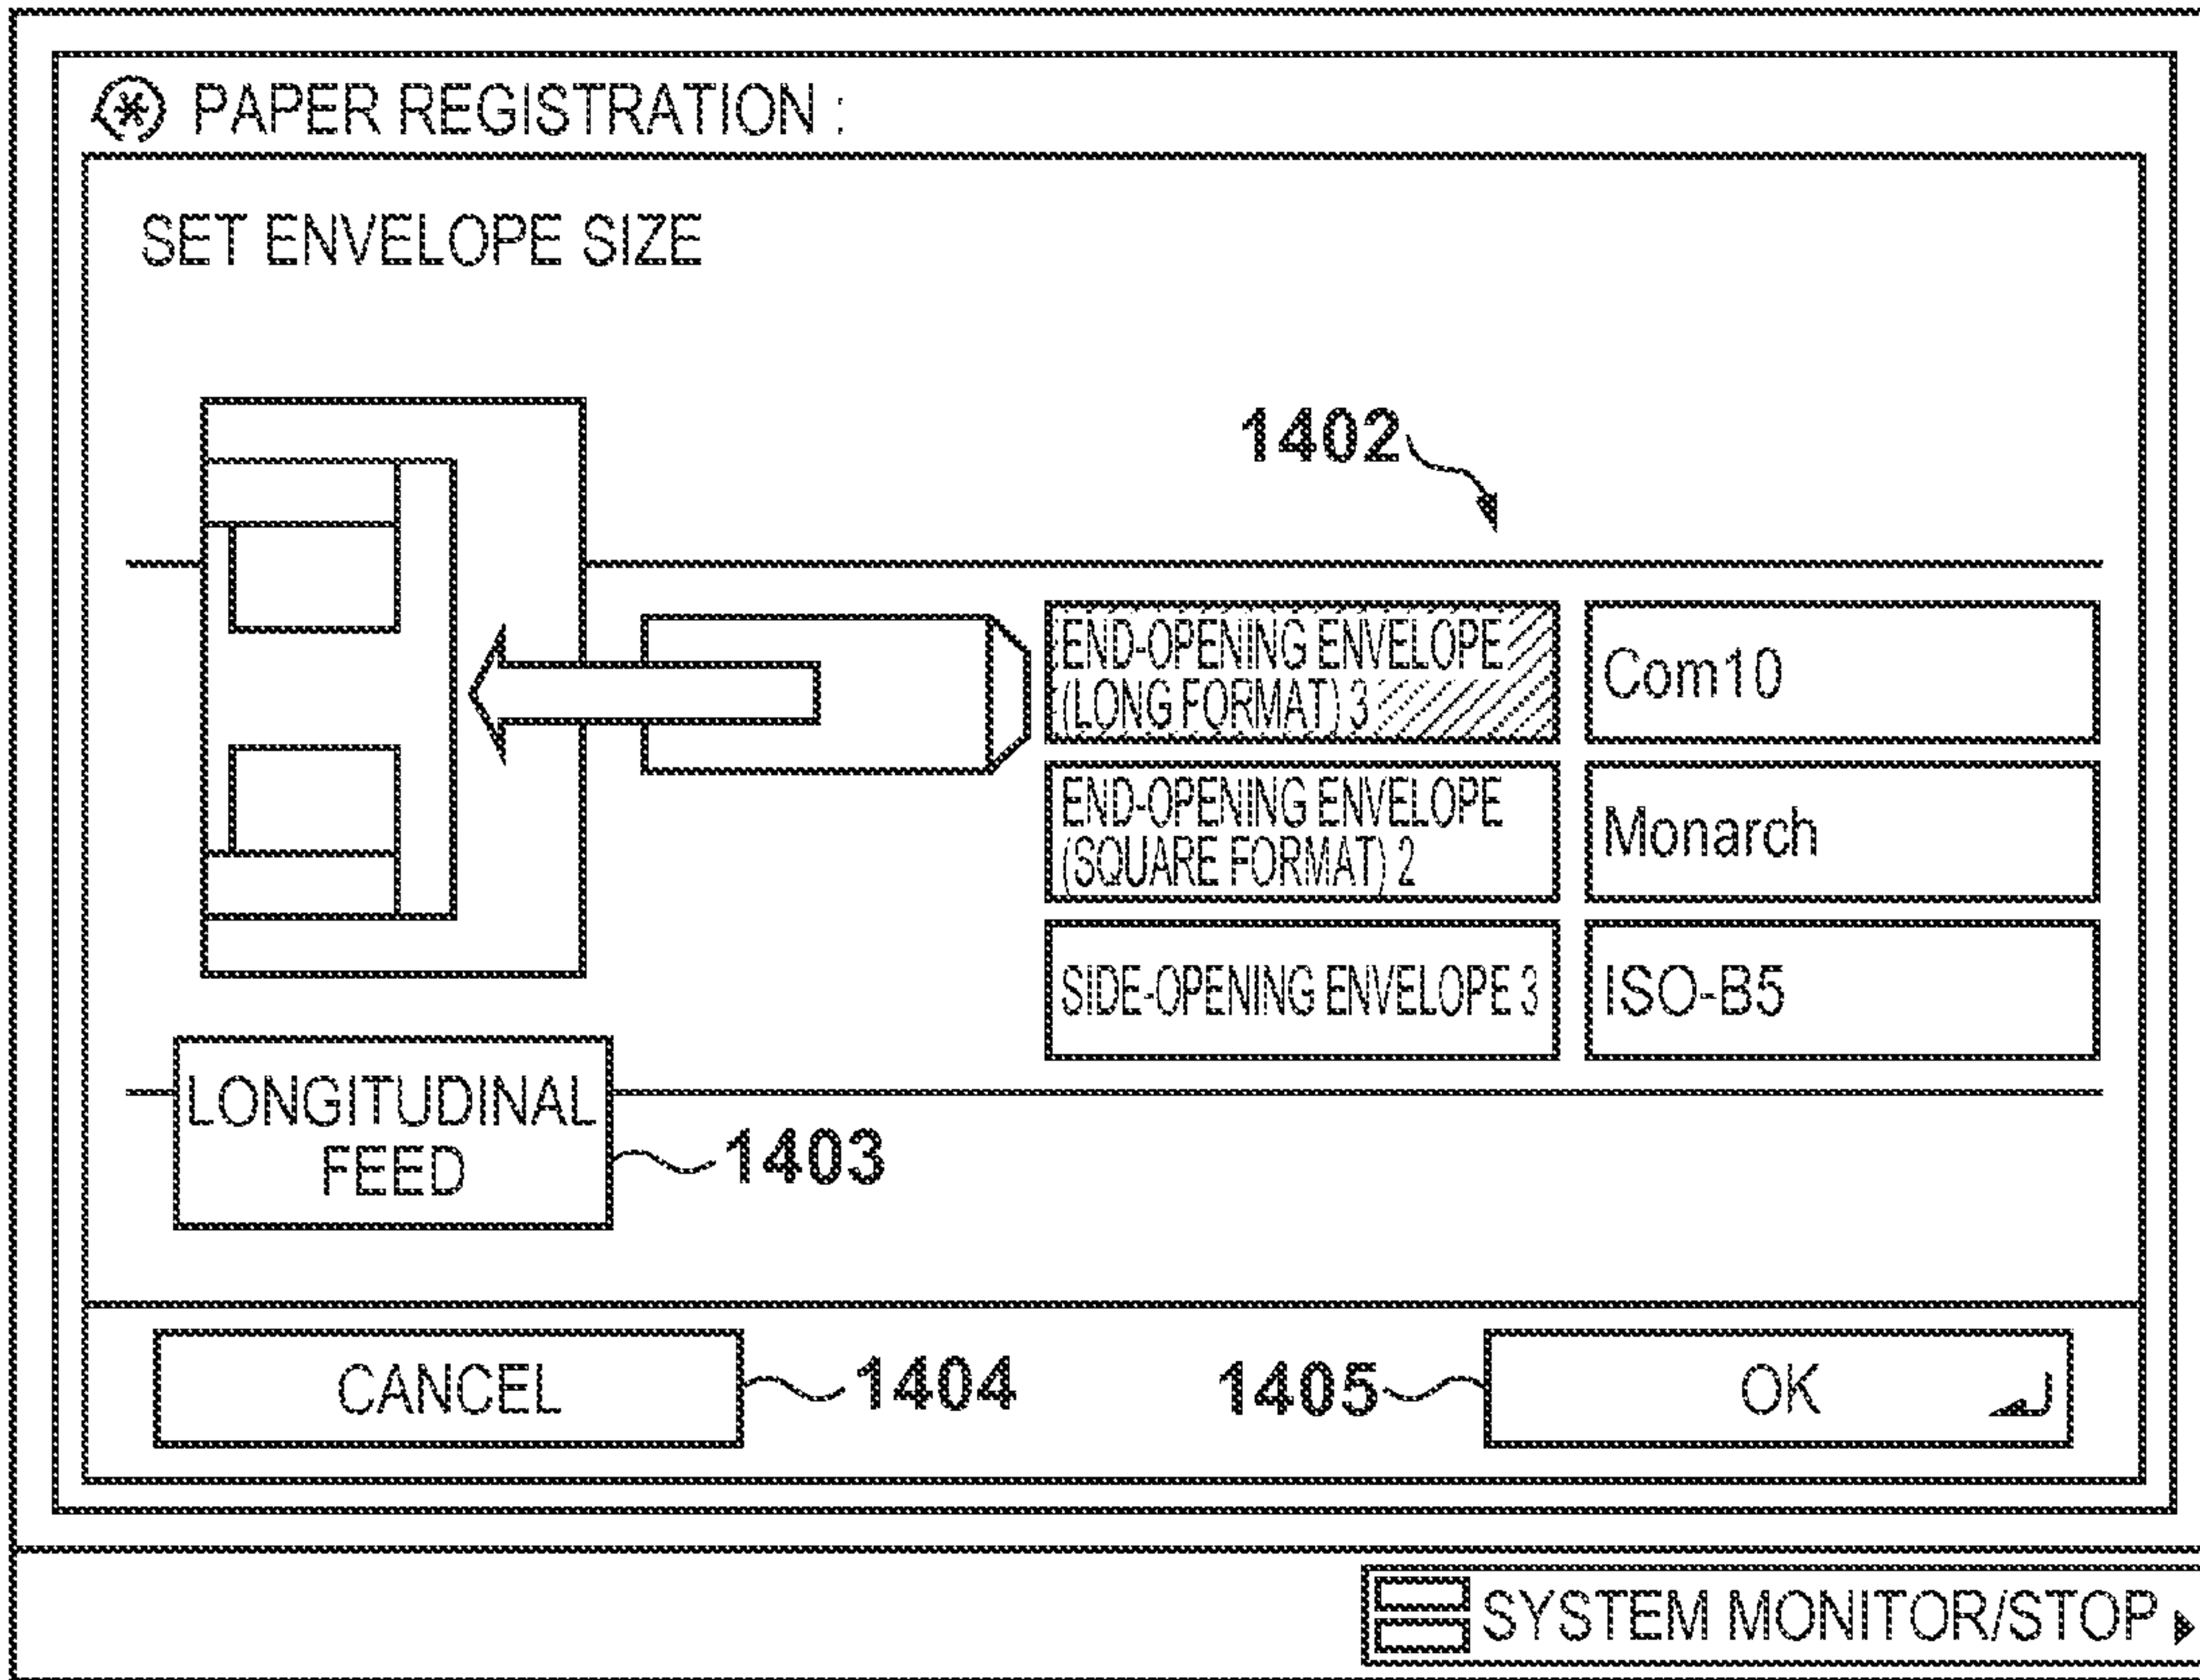 PAPER REGISTRATION :
SET ENVELOPE SIZE
1402
END-OPENING ENVELOPE
(LONG FORMAT) 3
Com10
END-OPENING ENVELOPE
(SQUARE FORMAT) 2
Monarch
SIDE-OPENING ENVELOPE 3
ISO-B5
LONGITUDINAL
FEED
1403
CANCEL
1404
1405
OK
SYSTEM MONITOR/STOP